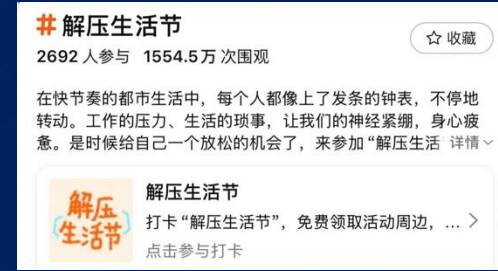 #解压生活节
☆ 收藏
2692 人参与 1554.5万 次围观
在快节奏的都市生活中，每个人都像上了发条的钟表，不停地
转动。工作的压力、生活的琐事，让我们的神经紧绷，身心疲
惫。是时候给自己一个放松的机会了，来参加“解压生活 详情
解压
生活节
解压生活节
打卡“解压生活节”，免费领取活动周边，...
点击参与打卡